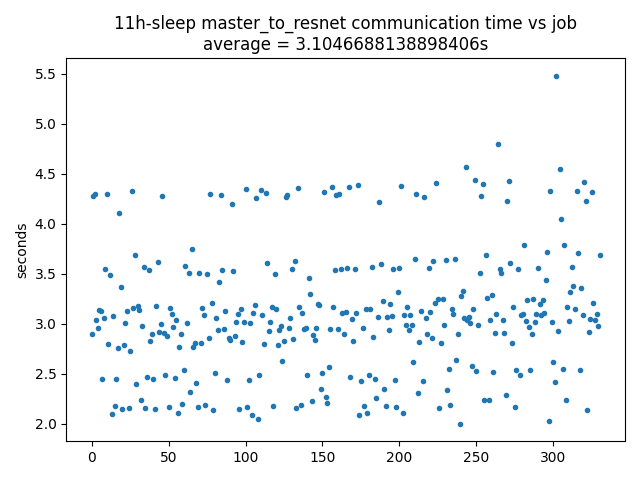 11h-sleep master_to_resnet communication time vs job
average = 3.1046688138898406s
seconds
5.5
5.0
4.5
4.0
3.5
3.0
2.5
2.0
0 50 100 150 200 250 300